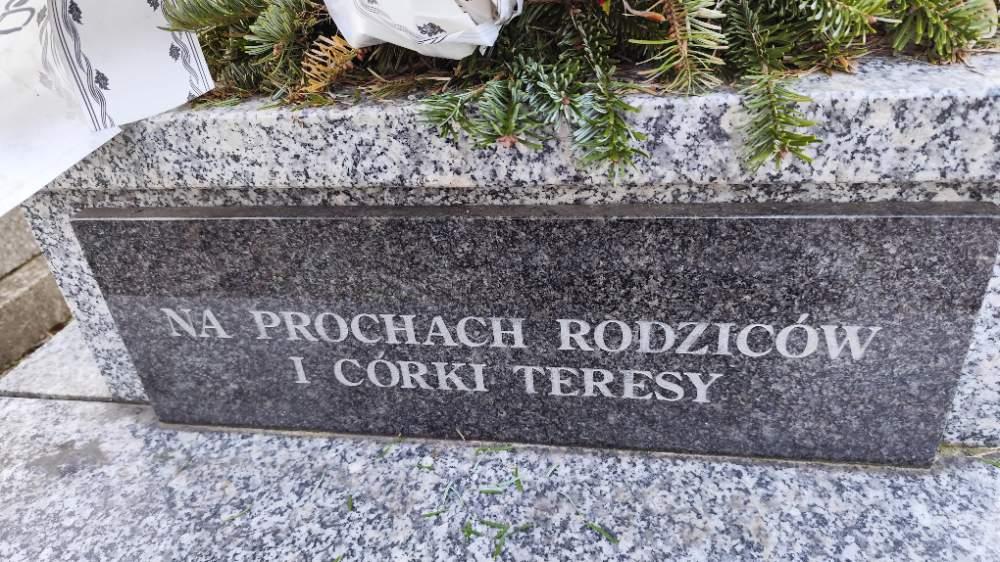 NA PROCHACH RODZICÓW
I CÓRKI TERESY